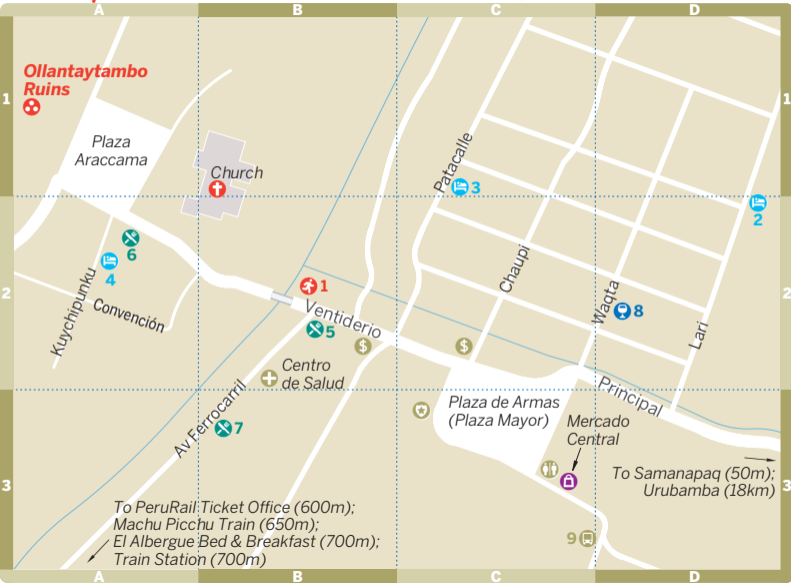 A
B
C
D
Ollantaytambo
Ruins
1
1
Plaza
Araccama
Church
Patacalle
3
2
6
4
Kuychipunku
Convención
2
2
1
Ventiderio
5
$
$
Chaupi
Waqta
8
Lari
Centro
de Salud
Av Ferrocarril
7
Plaza de Armas
(Plaza Mayor)
Principal
Mercado
Central
To Samanapaq (50m);
Urubamba (18km)
3
3
9
To PeruRail Ticket Office (600m);
Machu Picchu Train (650m);
El Albergue Bed & Breakfast (700m);
Train Station (700m)
A
B
C
D